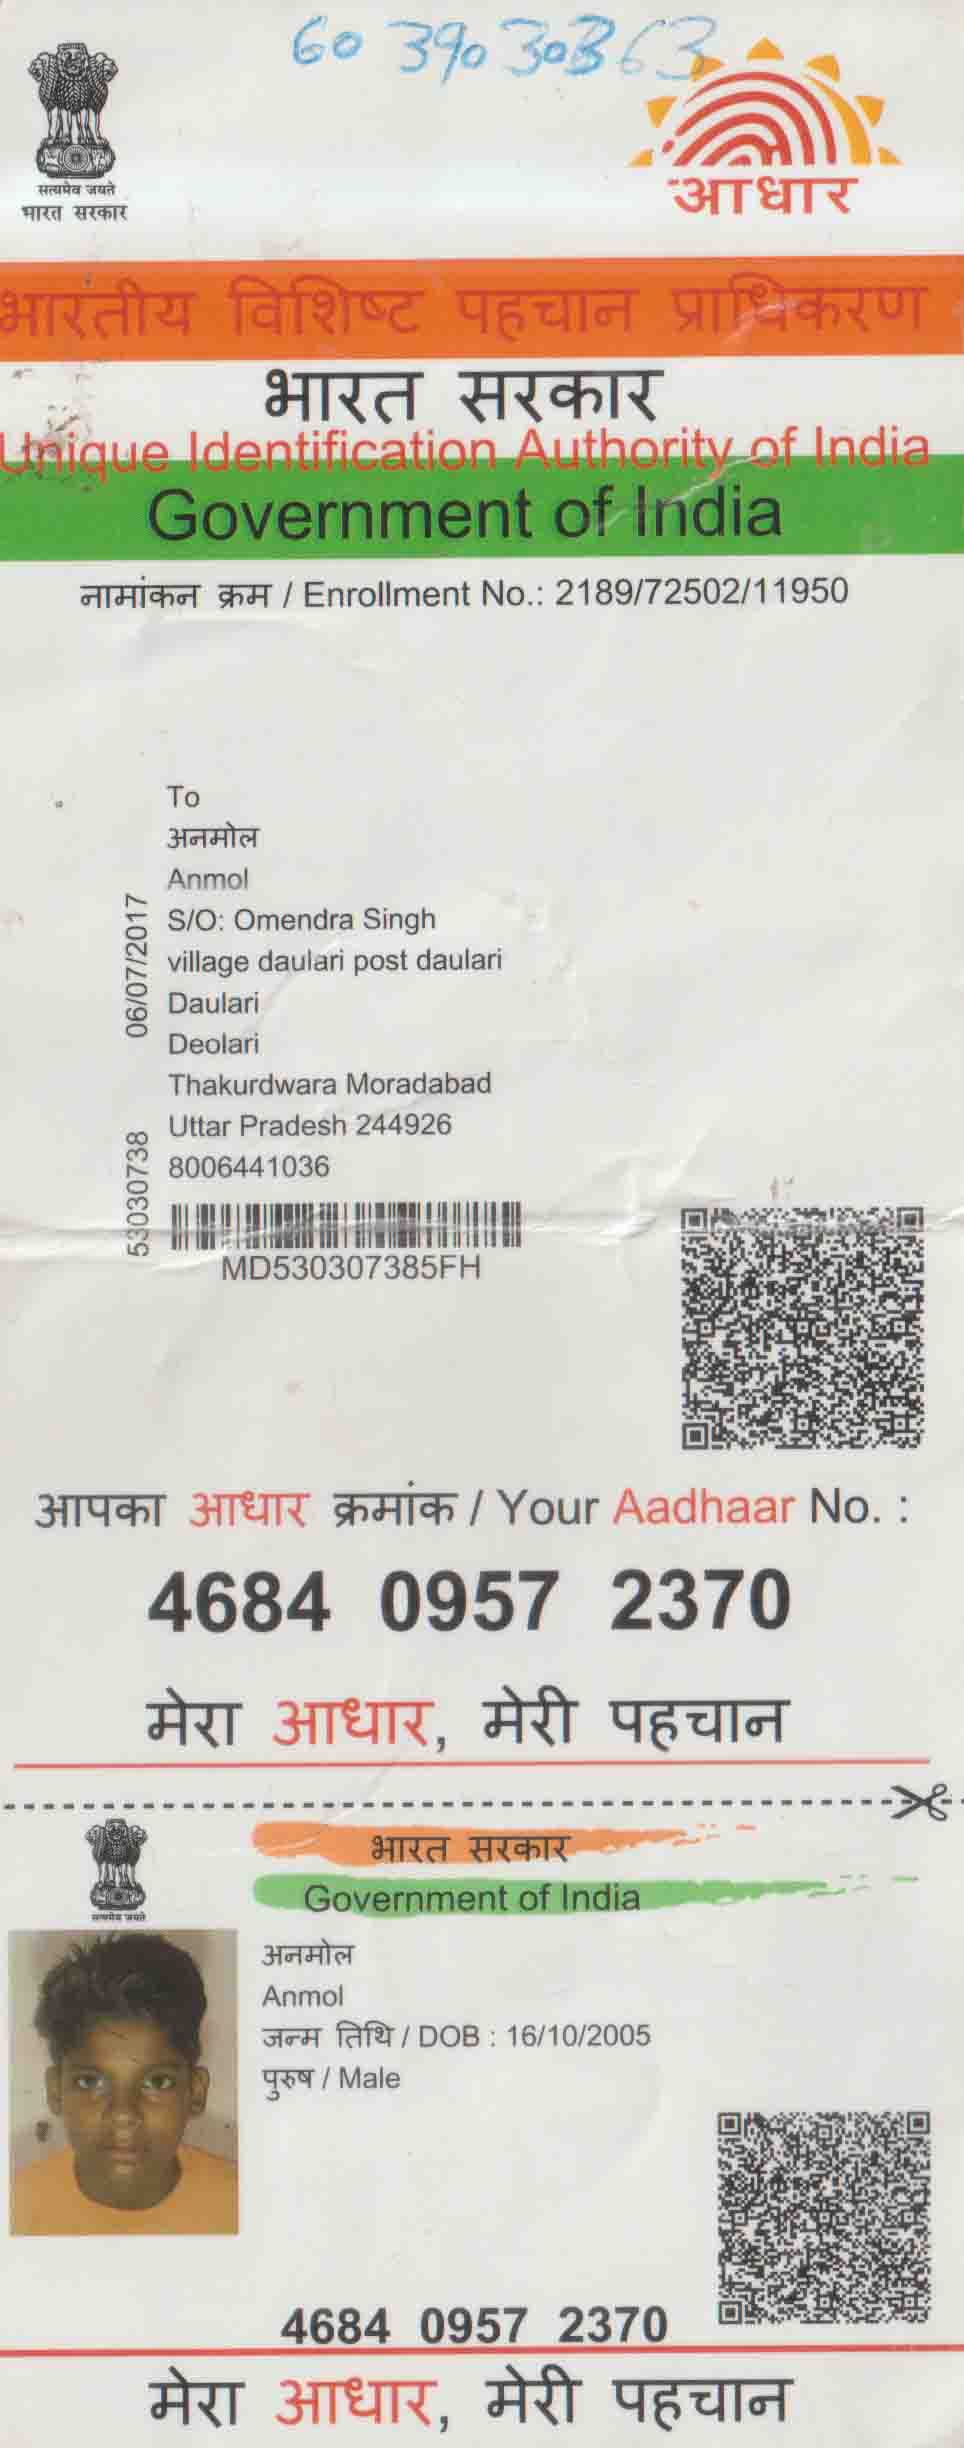 60 390 30363
सत्यमेव जयते
भारत सरकार
आधार
भारतीय विशिष्ट पहचान प्राधिकरण
भारत सरकार
Unique Identification Authority of India
Government of India
नामांकन क्रम / Enrollment No.: 2189/72502/11950
To
अनमोल
Anmol
S/O: Omendra Singh
village daulari post daulari
Daulari
Deolari
Thakurdwara Moradabad
Uttar Pradesh 244926
8006441036
06/07/2017
53030738
MD530307385FH
आपका आधार क्रमांक / Your Aadhaar No. :
4684 0957 2370
मेरा आधार, मेरी पहचान
सत्यमेव जयते
भारत सरकार
Government of India
अनमोल
Anmol
जन्म तिथि / DOB : 16/10/2005
पुरुष / Male
4684 0957 2370
मेरा आधार, मेरी पहचान